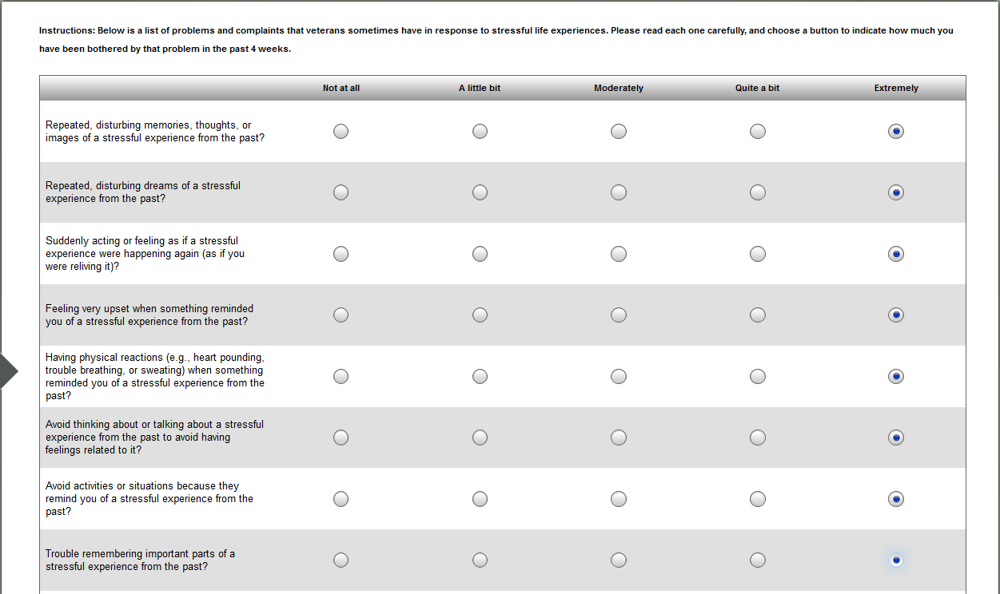 Instructions: Below is a list of problems and complaints that veterans sometimes have in response to stressful life experiences. Please read each one carefully, and choose a button to indicate how much you
have been bothered by that problem in the past 4 weeks.
Not at all A little bit Moderately Quite a bit Extremely
Repeated, disturbing memories, thoughts, or
images of a stressful experience from the past?
Repeated, disturbing dreams of a stressful
experience from the past?
Suddenly acting or feeling as if a stressful
experience were happening again (as if you
were reliving it)?
Feeling very upset when something reminded
you of a stressful experience from the past?
Having physical reactions (e.g., heart pounding,
trouble breathing, or sweating) when something
reminded you of a stressful experience from the
past?
Avoid thinking about or talking about a stressful
experience from the past to avoid having
feelings related to it?
Avoid activities or situations because they
remind you of a stressful experience from the
past?
Trouble remembering important parts of a
stressful experience from the past?